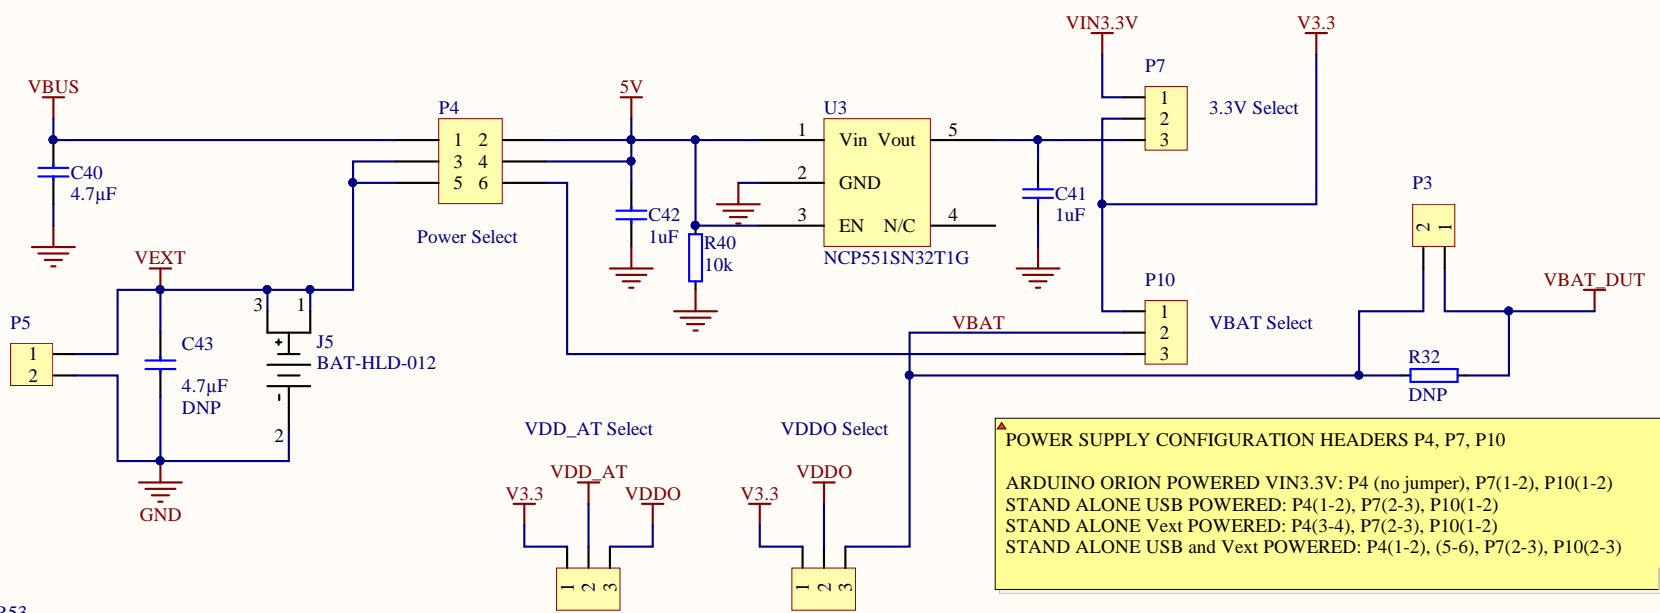 VIN3.3V
V3.3
VBUS
5V
P7
P4
U3
1
2
3
3.3V Select
1 2
3 4
5 6
1
2
3
Vin Vout
GND
EN N/C
5
4
C40
4.7µF
C42
1uF
R40
10k
C41
1uF
P3
2 1
Power Select
NCP551SN32T1G
VEXT
P10
VBAT_DUT
3 1
P5
1
2
C43
4.7µF
DNP
+
-
J5
BAT-HLD-012
2
VBAT
1
2
3
VBAT Select
R32
DNP
GND
VDD_AT Select
VDDO Select
VDD_AT
V3.3
VDDO
VDDO
V3.3
1 2 3
1 2 3
POWER SUPPLY CONFIGURATION HEADERS P4, P7, P10
ARDUINO ORION POWERED VIN3.3V: P4 (no jumper), P7(1-2), P10(1-2)
STAND ALONE USB POWERED: P4(1-2), P7(2-3), P10(1-2)
STAND ALONE Vext POWERED: P4(3-4), P7(2-3), P10(1-2)
STAND ALONE USB and Vext POWERED: P4(1-2), (5-6), P7(2-3), P10(2-3)